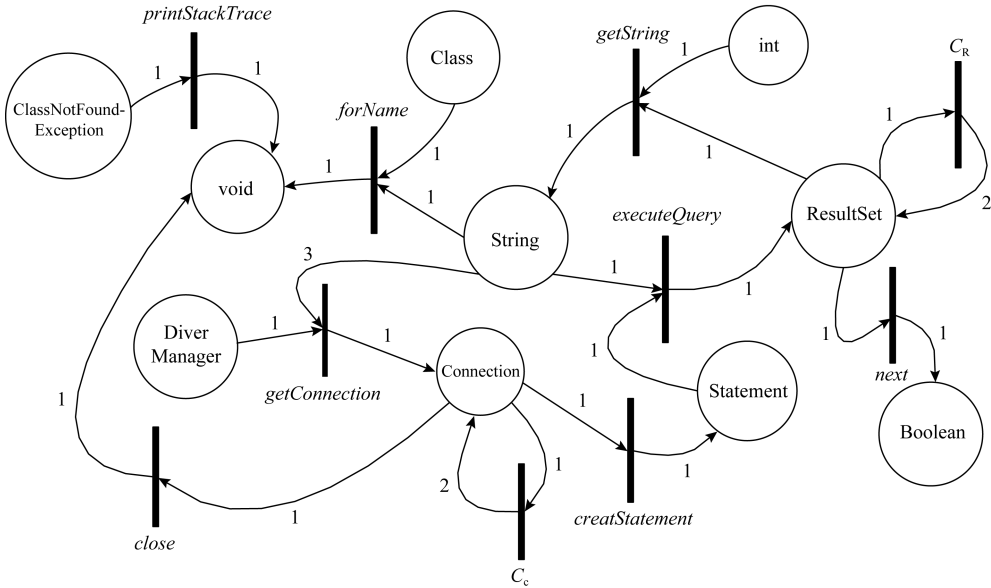 printStackTrace
1
1
ClassNotFound-
Exception
Class
getString
1
int
C_R
forName
1
1
1
1
void
1
1
String
1
ResultSet
2
executeQuery
3
1
1
Diver
Manager
1
1
getConnection
Connection
1
1
Statement
1
1
next
Boolean
1
close
1
2
1
1
creatStatement
C_c